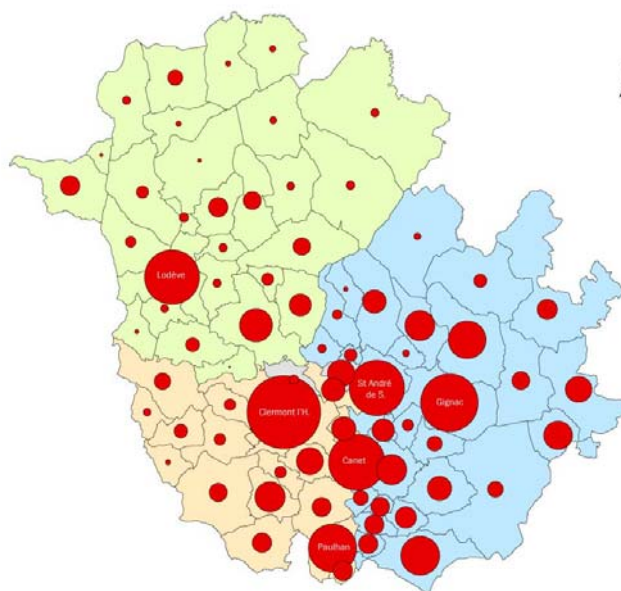 Lodève
St André
de S.
Clermont l'H.
Gignac
Canet
Paulhan